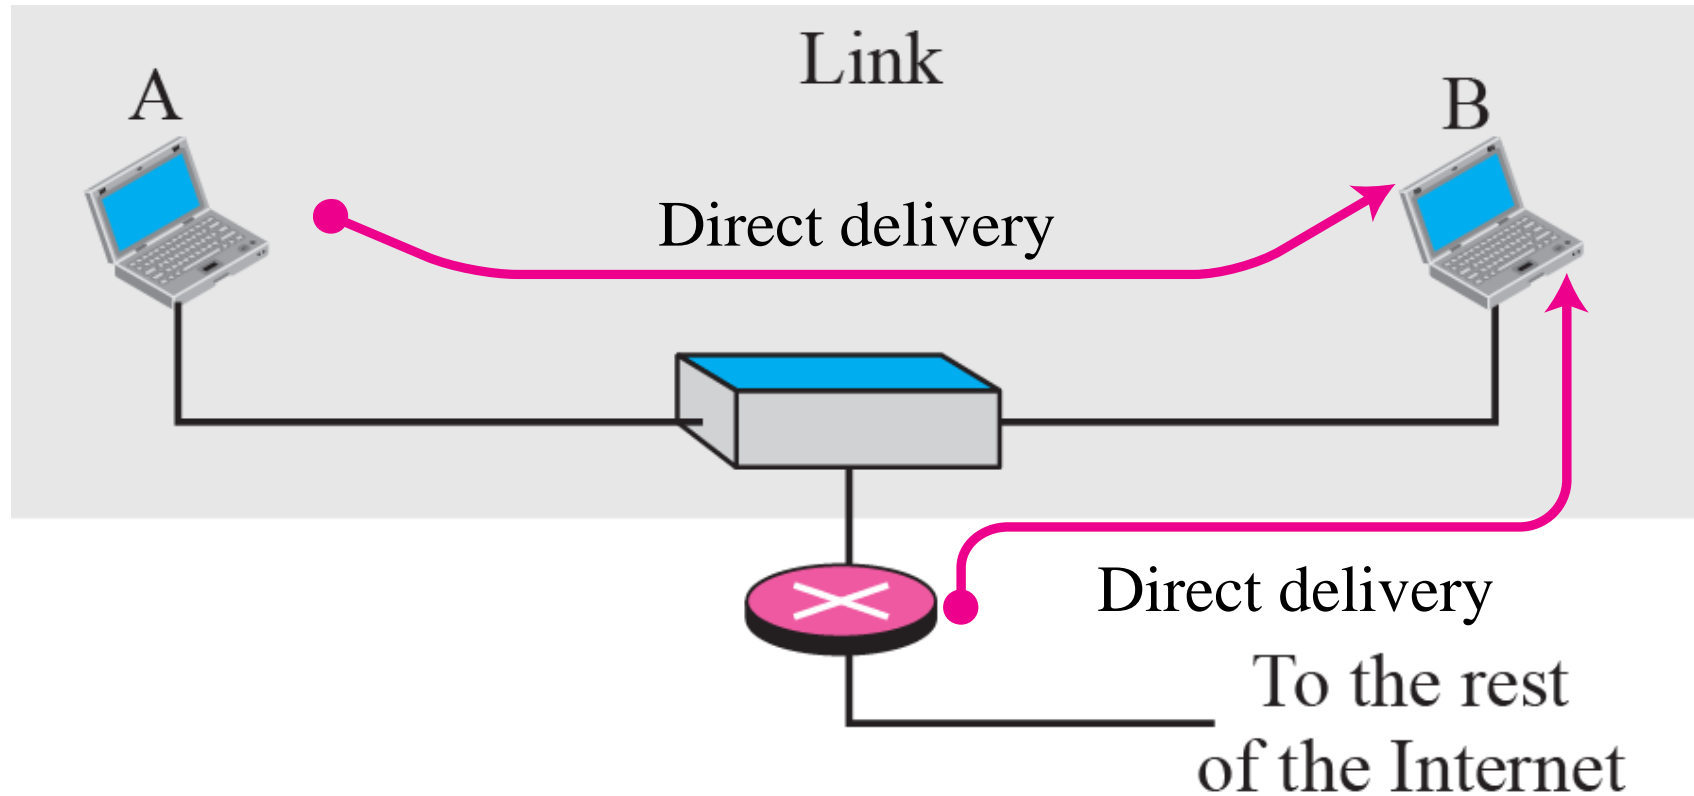 Link
A
B
Direct delivery
Direct delivery
To the rest
of the Internet